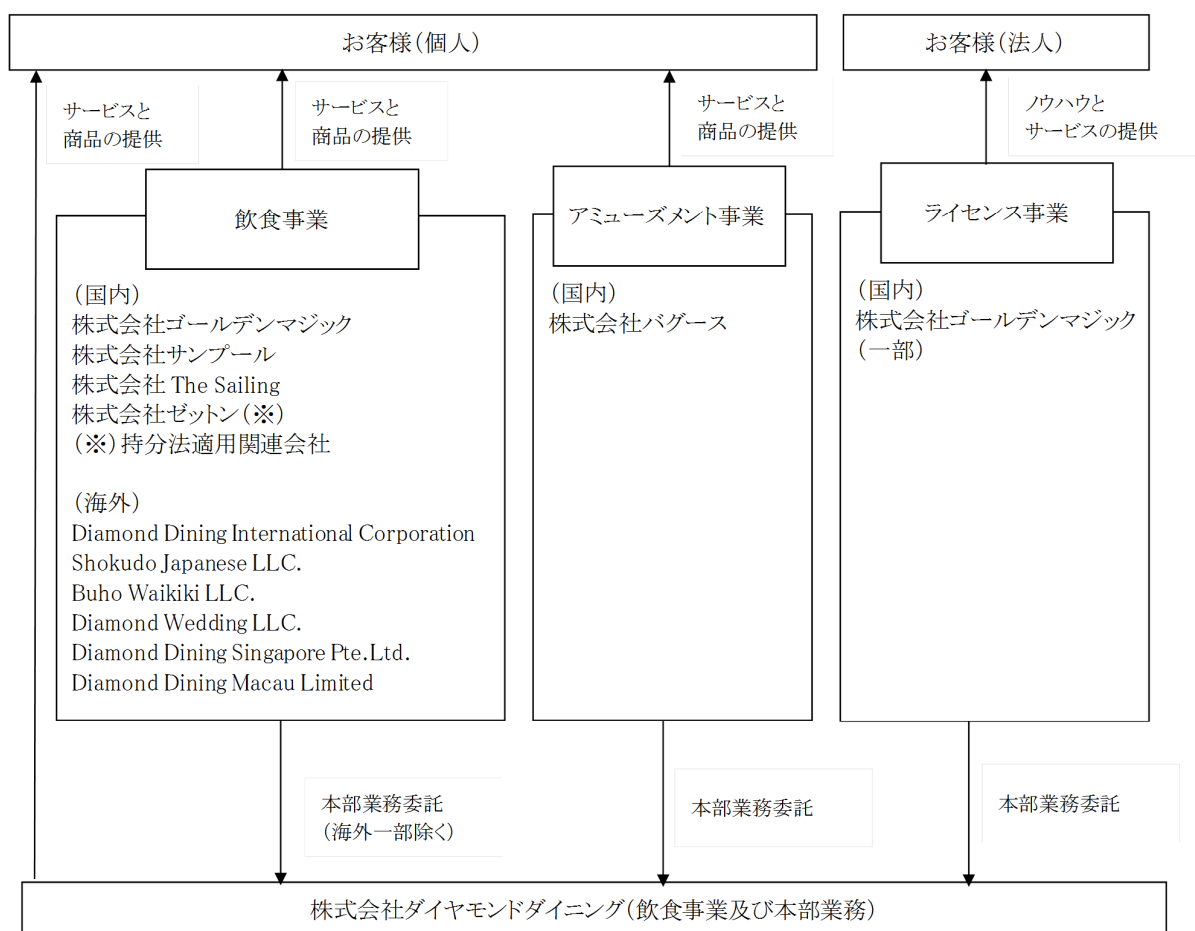 お客様(個人)
お客様(法人)
サービスと
商品の提供
サービスと
商品の提供
サービスと
商品の提供
ノウハウと
サービスの提供
飲食事業
(国内)
株式会社ゴールデンマジック
株式会社サンプール
株式会社 The Sailing
株式会社ゼットン(※)
(※)持分法適用関連会社
(海外)
Diamond Dining International Corporation
Shokudo Japanese LLC.
Buho Waikiki LLC.
Diamond Wedding LLC.
Diamond Dining Singapore Pte.Ltd.
Diamond Dining Macau Limited
アミューズメント事業
(国内)
株式会社バグース
ライセンス事業
(国内)
株式会社ゴールデンマジック
(一部)
本部業務委託
(海外一部除く)
本部業務委託
本部業務委託
株式会社ダイヤモンドダイニング(飲食事業及び本部業務)